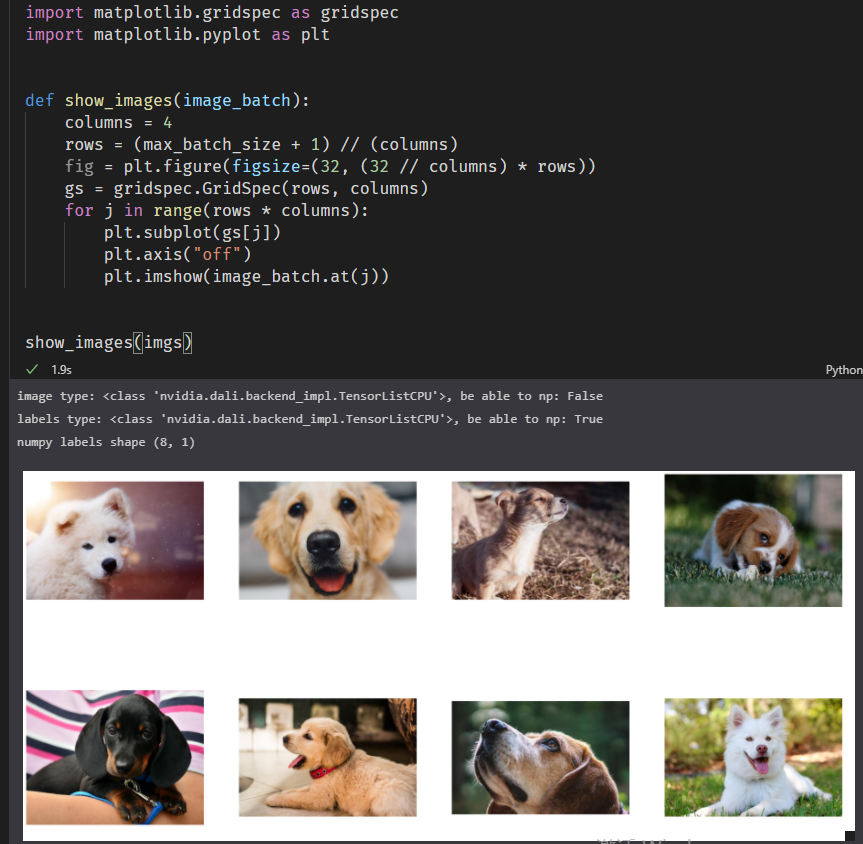 import matplotlib.gridspec as gridspec
import matplotlib.pyplot as plt
def show_images(image_batch):
columns = 4
rows = (max_batch_size + 1) // (columns)
fig = plt.figure(figsize=(32, (32 // columns) * rows))
gs = gridspec.GridSpec(rows, columns)
for j in range(rows * columns):
plt.subplot(gs[j])
plt.axis("off")
plt.imshow(image_batch.at(j))
show_images(imgs)
✓ 1.9s Python
image type: <class 'nvidia.dali.backend_impl.TensorListCPU'>, be able to np: False
labels type: <class 'nvidia.dali.backend_impl.TensorListCPU'>, be able to np: True
numpy labels shape (8, 1)